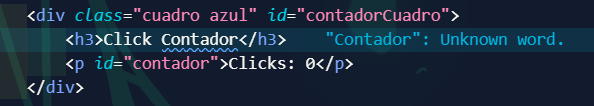 <div class="cuadro azul" id="contadorCuadro">
<h3>Click Contador</h3> "Contador": Unknown word.
<p id="contador">Clicks: 0</p>
</div>